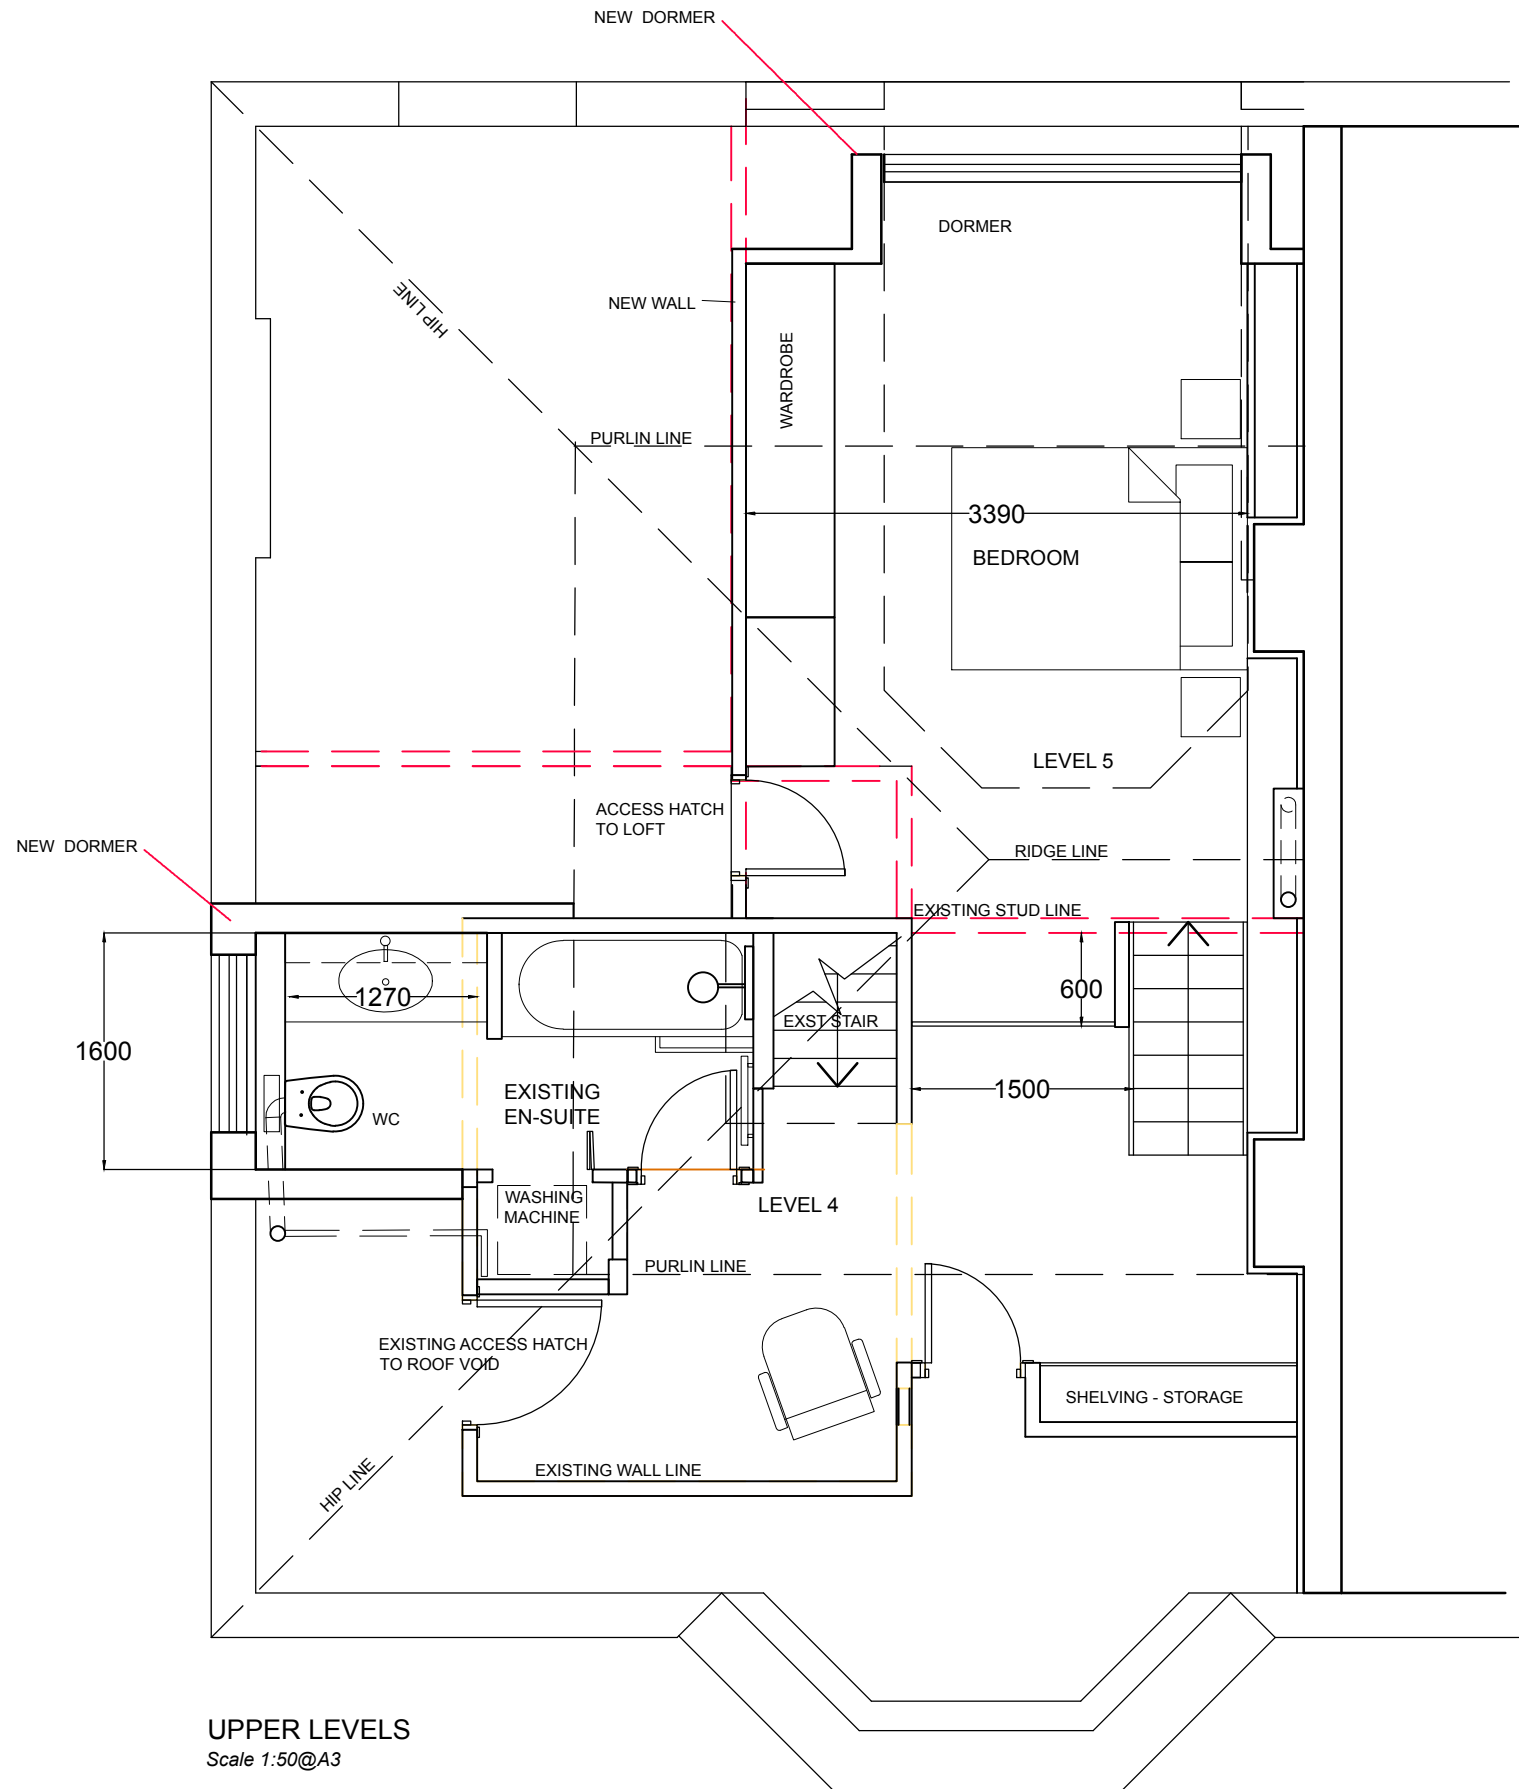 NEW  DORMER
DORMER
HIP LINE
NEW WALL
WARDROBE
PURLIN LINE
3390
BEDROOM
LEVEL 5
ACCESS HATCH
TO LOFT
NEW  DORMER
RIDGE LINE
EXISTING STUD LINE
1270
600
EXST STAIR
1600
EXISTING
EN-SUITE
1500
WC
WASHING
MACHINE
LEVEL 4
PURLIN LINE
EXISTING ACCESS HATCH
TO ROOF VOID
SHELVING - STORAGE
EXISTING WALL LINE
HIP LINE
UPPER LEVELS
Scale 1:50@A3